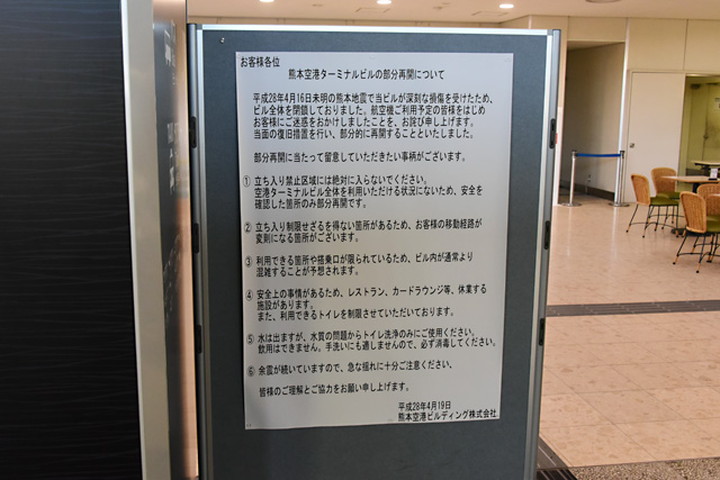 お客様各位
熊本空港ターミナルビルの部分再開について
平成28年4月16日未明の熊本地震で当ビルが深刻な損傷を受けたため、
ビル全体を閉鎖しておりました。航空機ご利用予定の皆様をはじめ
お客様にご迷惑をおかけしましたことを、お詫び申し上げます。
当面の復旧措置を行い、部分的に再開することといたしました。
部分再開に当たって留意していただきたい事柄がございます。
① 立ち入り禁止区域には絶対に入らないでください。
空港ターミナルビル全体を利用いただける状況にないため、安全を
確認した箇所のみ部分再開です。
② 立ち入り制限せざるを得ない箇所があるため、お客様の移動経路が
変則になる箇所がございます。
③ 利用できる箇所や搭乗口が限られているため、ビル内が通常より
混雑することが予想されます。
④ 安全上の事情があるため、レストラン、カードラウンジ等、休業する
施設があります。
また、利用できるトイレを制限させていただいております。
⑤ 水は出ますが、水質の問題からトイレ洗浄のみにご使用ください。
飲用はできません。手洗いにも適しませんので、必ず消毒してください。
⑥ 余震が続いていますので、急な揺れに十分ご注意ください、
皆様のご理解とご協力をお願い申し上げます。
平成28年4月19日
熊本空港ビルディング株式会社